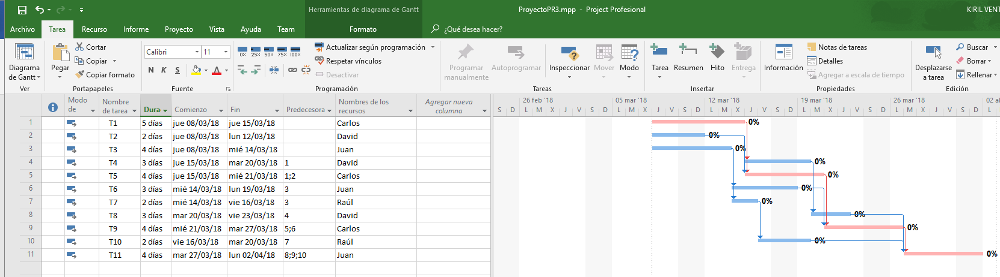 Herramientas de diagrama de Gantt
ProyectoPR3.mpp - Project Profesional
KIRIL VENT
Archivo Tarea Recurso Informe Proyecto Vista Ayuda Team Formato ¿Qué desea hacer?
Diagrama de Gantt
Ver
Pegar
Cortar
Copiar
Copiar formato
Portapapeles
Calibri 11
N K S A
Fuente
0% 25% 50% 75% 100%
Actualizar según programación
Respetar vínculos
Desactivar
Programación
Programar manualmente
Autoprogramar
Inspeccionar
Mover
Modo
Tareas
Tarea
Resumen
Hito
Entrega
Insertar
Información
Notas de tareas
Detalles
Agregar a escala de tiempo
Propiedades
Desplazarse a tarea
Buscar
Borrar
Rellenar
Edición
Modo de Nombre de tarea Dura Comienzo Fin Predecesora Nombres de los recursos Agregar nueva columna
26 feb '18 05 mar '18 12 mar '18 19 mar '18 26 mar '18 02 a
S D L M X J V S D L M X J V S D L M X J V S D L M X J V S D L M X J V S D L
1 T1 5 días jue 08/03/18 jue 15/03/18 Carlos 0%
2 T2 2 días jue 08/03/18 lun 12/03/18 David 0%
3 T3 4 días jue 08/03/18 mié 14/03/18 Juan 0%
4 T4 3 días jue 15/03/18 mar 20/03/18 1 David 0%
5 T5 4 días jue 15/03/18 mié 21/03/18 1;2 Carlos 0%
6 T6 3 días mié 14/03/18 lun 19/03/18 3 Juan 0%
7 T7 2 días mié 14/03/18 vie 16/03/18 3 Raúl 0%
8 T8 3 días mar 20/03/18 vie 23/03/18 4 David 0%
9 T9 4 días mié 21/03/18 mar 27/03/18 5;6 Carlos 0%
10 T10 2 días vie 16/03/18 mar 20/03/18 7 Raúl 0%
11 T11 4 días mar 27/03/18 lun 02/04/18 8;9;10 Juan 0%